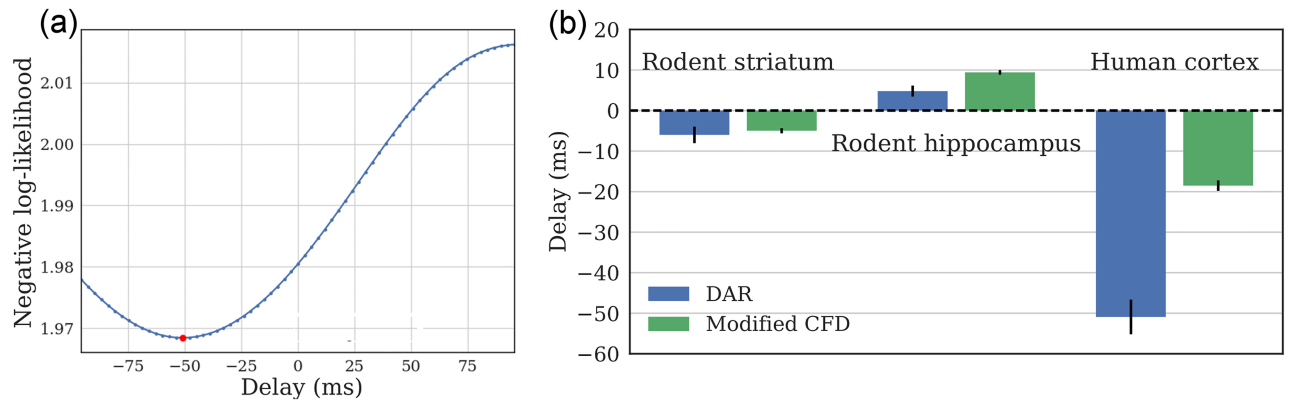 (a)
Negative log-likelihood
2.01
2.00
1.99
1.98
1.97
−75
−50
−25
0
25
50
75
Delay (ms)
(b)
Delay (ms)
20
10
0
−10
−20
−30
−40
−50
−60
Rodent striatum
Human cortex
Rodent hippocampus
DAR
Modified CFD